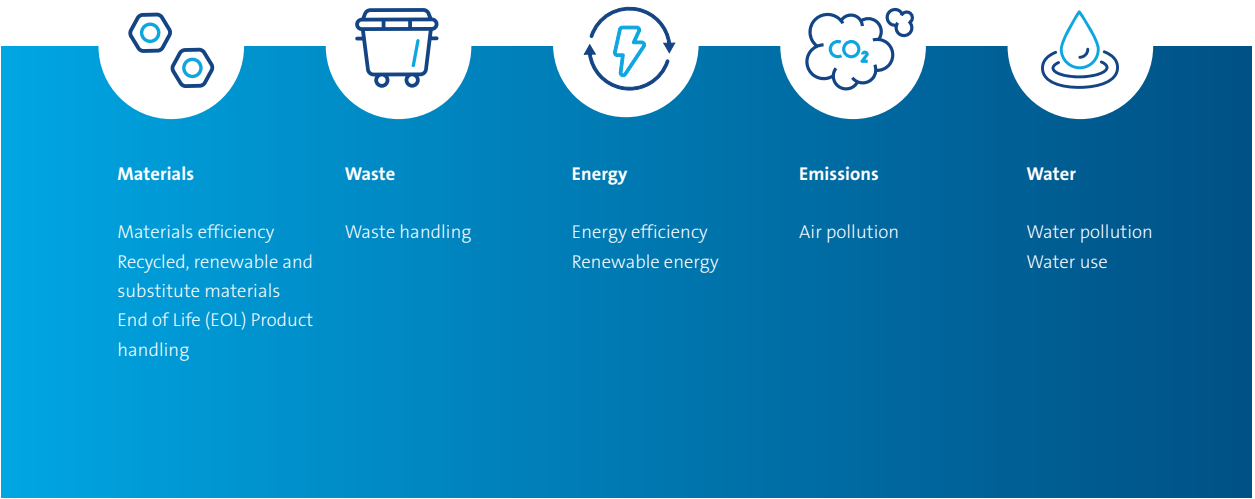 CO2
Materials
Materials efficiency
Recycled, renewable and
substitute materials
End of Life (EOL) Product
handling
Waste
Waste handling
Energy
Energy efficiency
Renewable energy
Emissions
Air pollution
Water
Water pollution
Water use